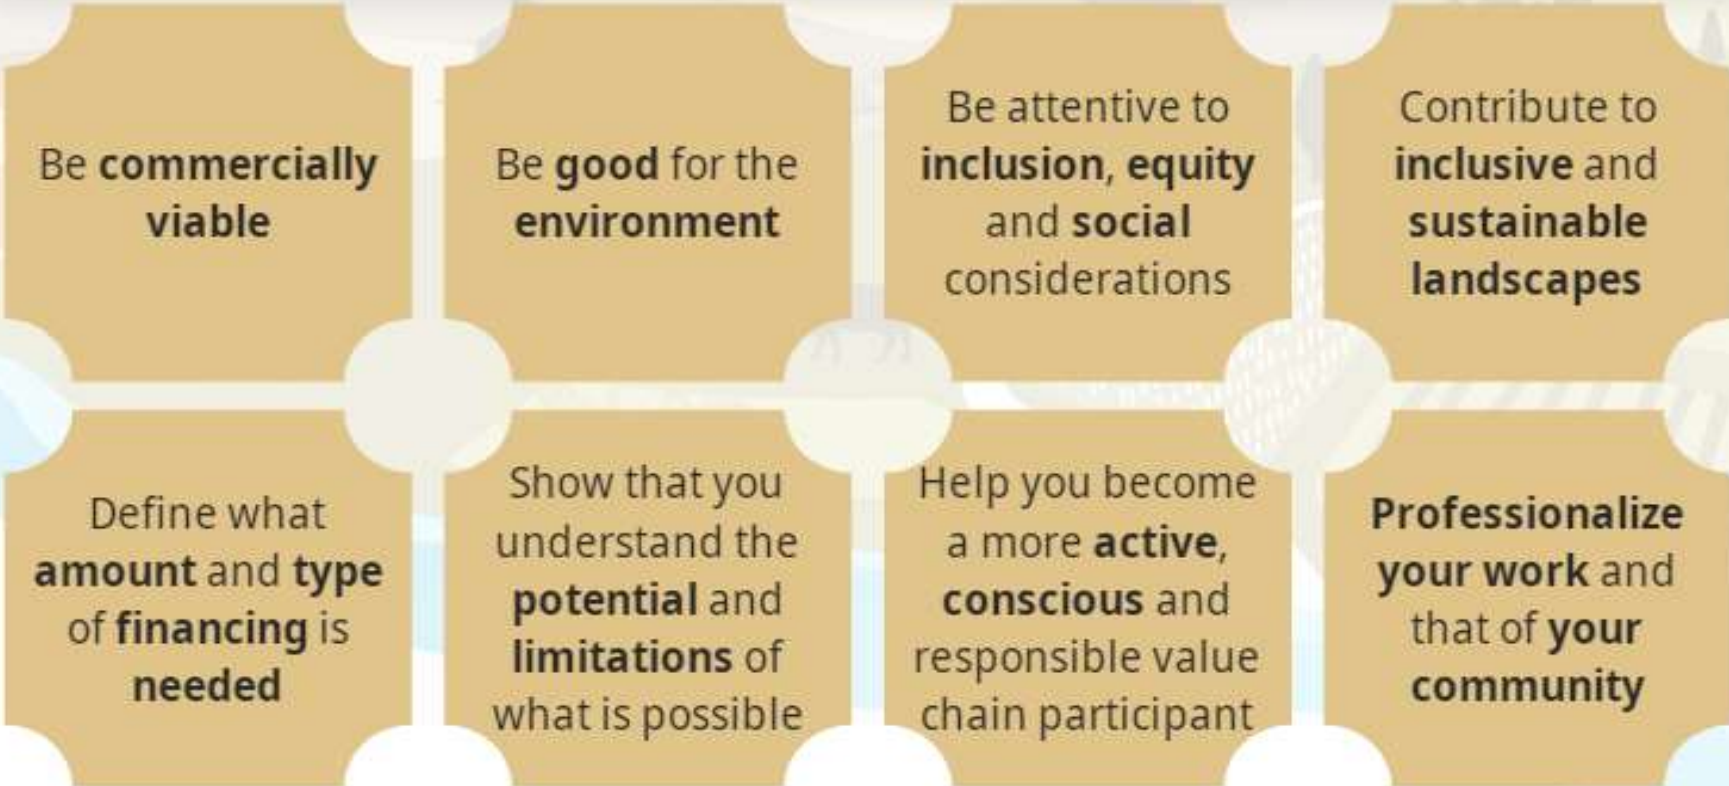 Be commercially
viable
Be good for the
environment
Be attentive to
inclusion, equity
and social
considerations
Contribute to
inclusive and
sustainable
landscapes
Define what
amount and type
of financing is
needed
Show that you
understand the
potential and
limitations of
what is possible
Help you become
a more active,
conscious and
responsible value
chain participant
Professionalize
your work and
that of your
community